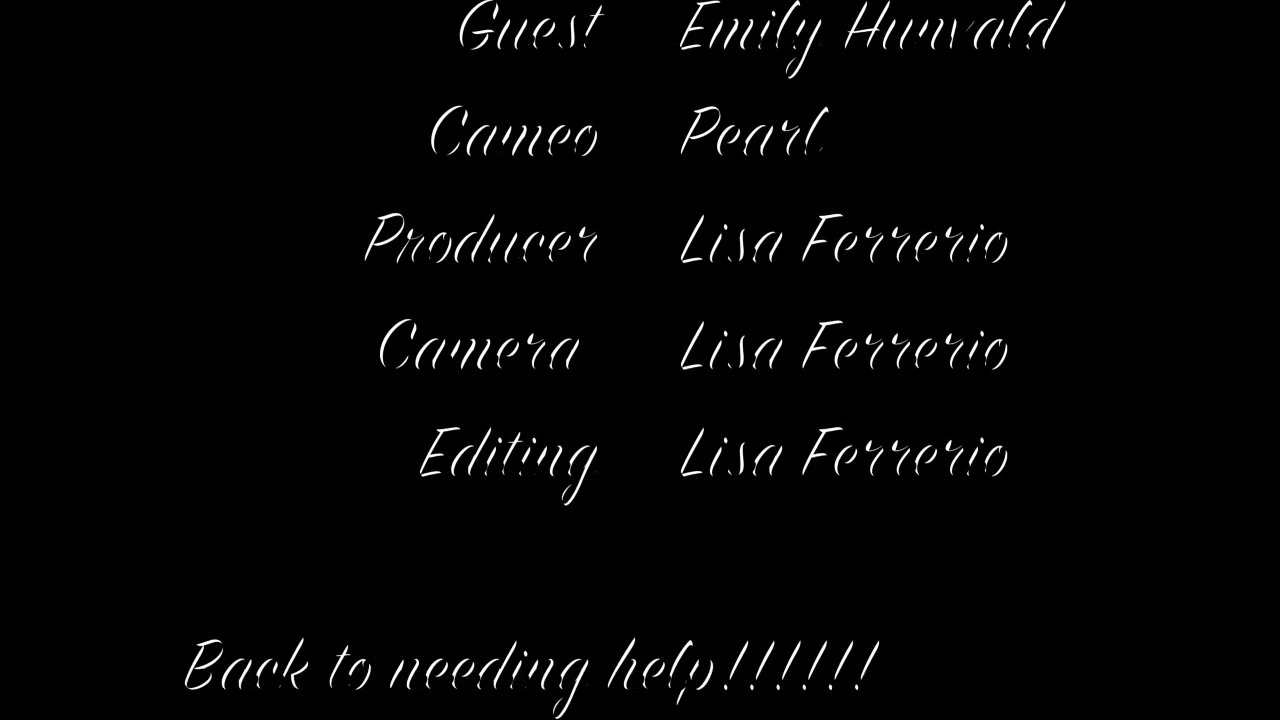 Guest Emily Hunvald
Cameo Pearl
Producer Lisa Ferrerio
Camera Lisa Ferrerio
Editing Lisa Ferrerio
Back to needing help!!!!!!